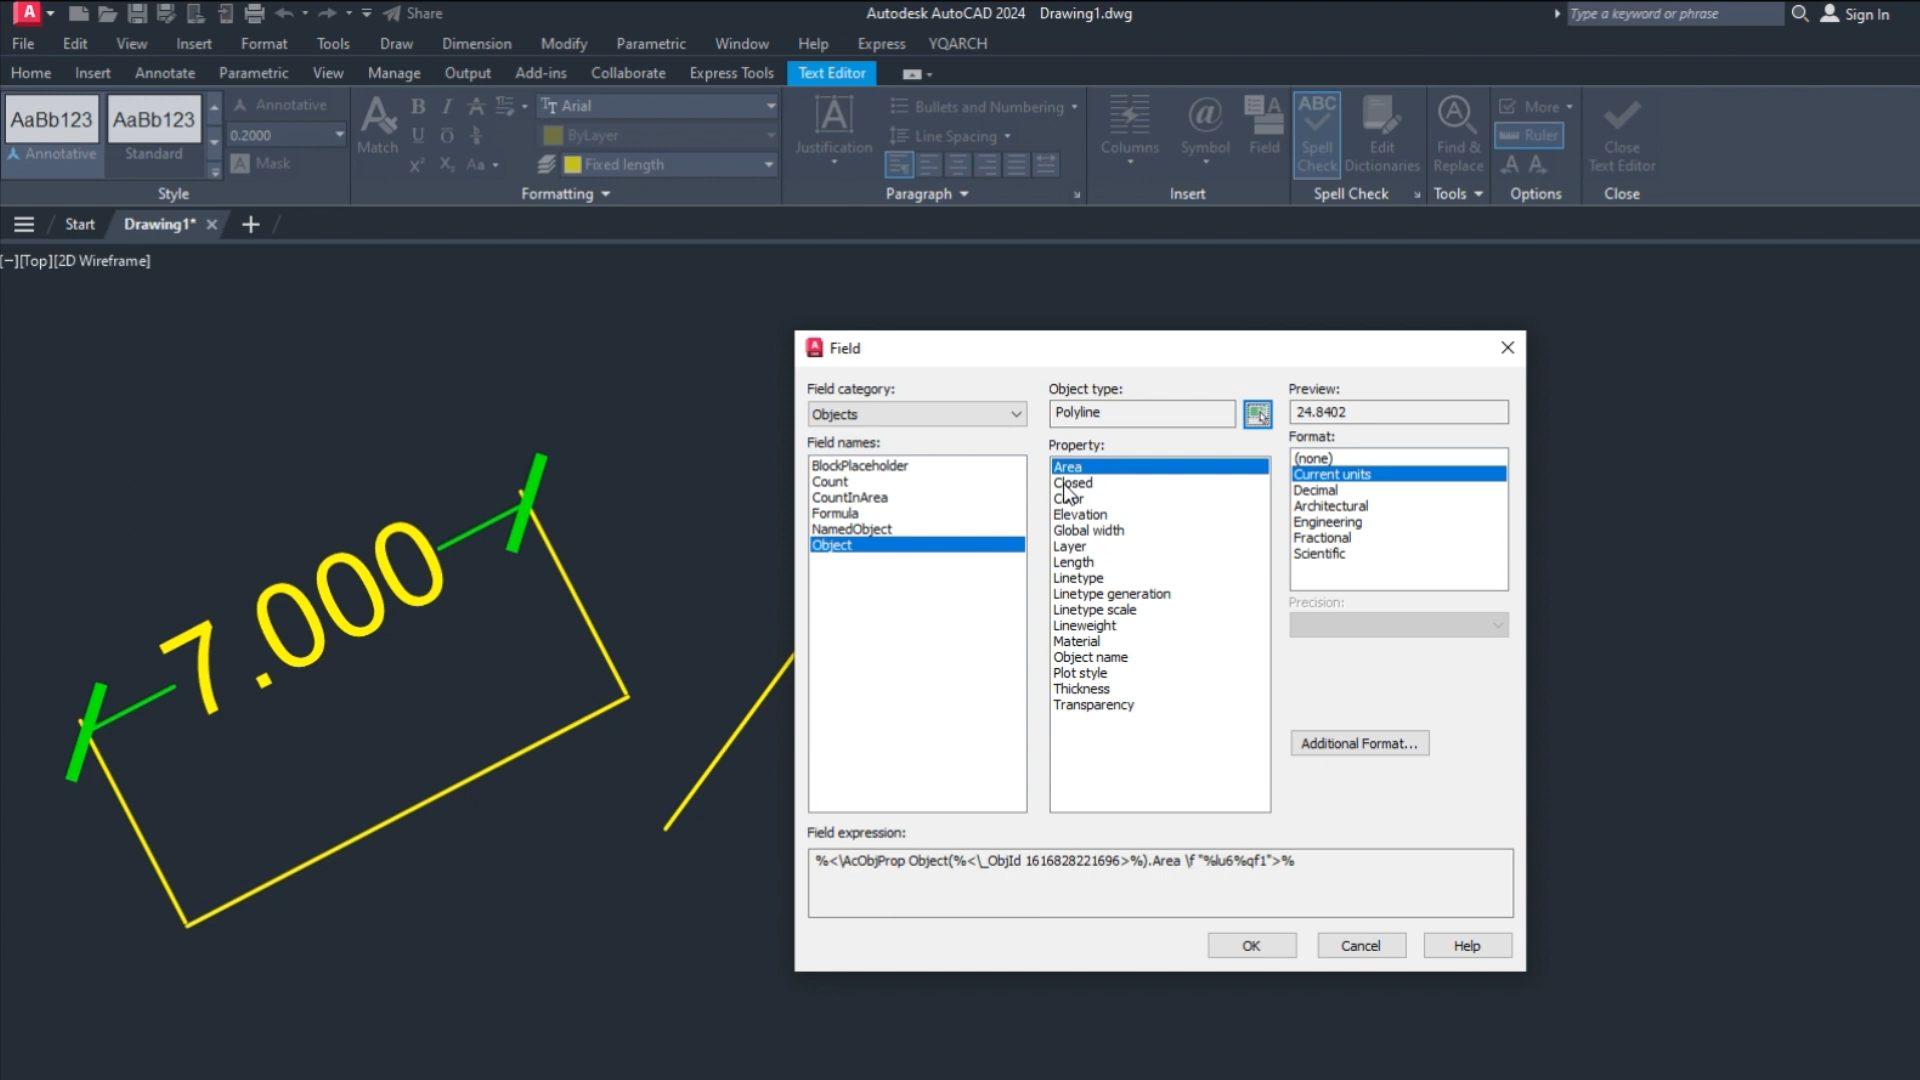 A Share Autodesk AutoCAD 2024 Drawing1.dwg Type a keyword or phrase Sign In
File Edit View Insert Format Tools Draw Dimension Modify Parametric Window Help Express YQARCH
Home Insert Annotate Parametric View Manage Output Add-ins Collaborate Express Tools Text Editor
AaBb123 AaBb123 Annotative
Annotative Standard
0.2000
Mask
Style
Match
B I
U O
X² X₂ Aa
Arial
ByLayer
Fixed length
Formatting
Justification
Bullets and Numbering
Line Spacing
Paragraph
Columns Symbol Field
Insert
ABC
Spell Check
Edit Dictionaries
Spell Check
Find & Replace
Tools
More
Ruler
Options
Close Text Editor
Close
Start Drawing1*
[−][Top][2D Wireframe]
7.000
Field
Field category:
Objects
Field names:
BlockPlaceholder
Count
CountInArea
Formula
NamedObject
Object
Object type:
Polyline
Property:
Area
Closed
Elevation
Global width
Layer
Length
Linetype
Linetype generation
Linetype scale
Lineweight
Material
Object name
Plot style
Thickness
Transparency
Preview:
24.8402
Format:
(none)
Current units
Decimal
Architectural
Engineering
Fractional
Scientific
Precision:
Additional Format...
Field expression:
%<\AcObjProp Object(%<\_ObjId 1616828221696>%).Area \f "%lu6%qf1">%
OK Cancel Help